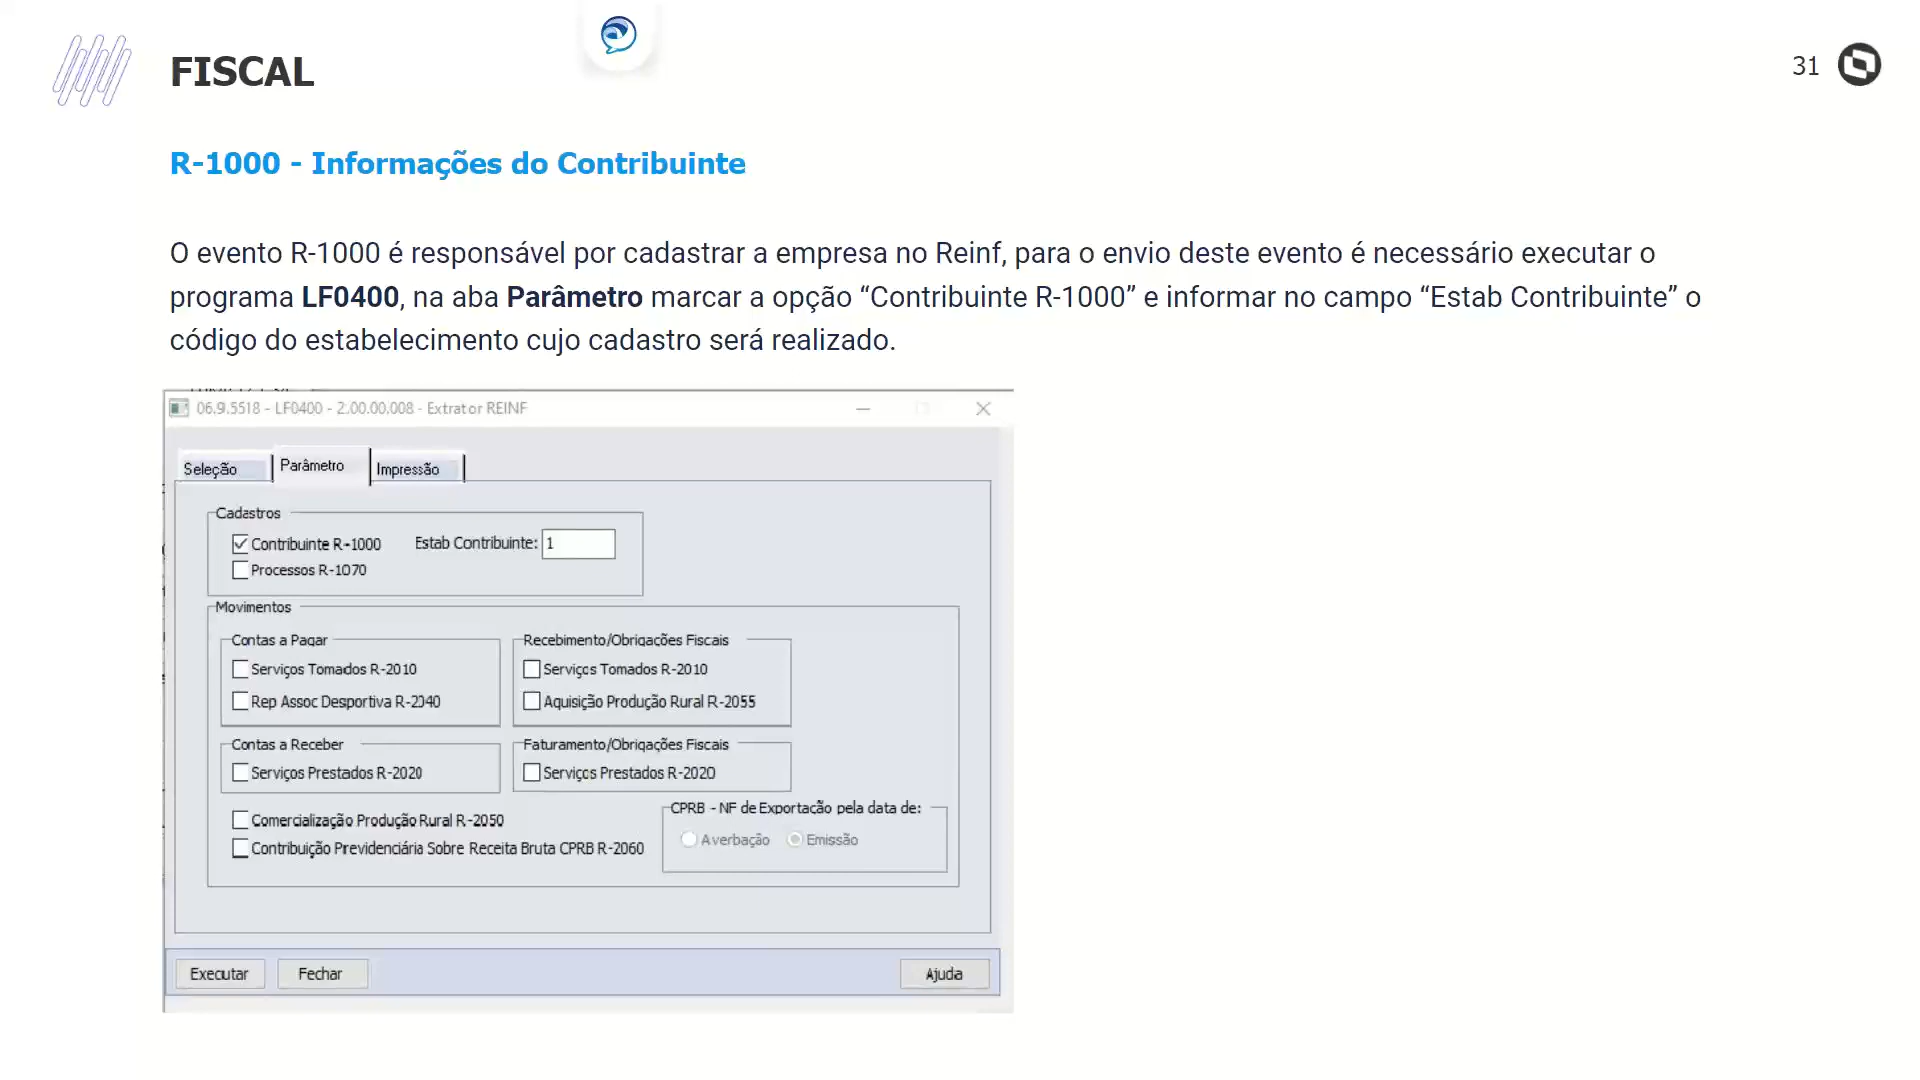 FISCAL
31
R-1000 - Informações do Contribuinte
O evento R-1000 é responsável por cadastrar a empresa no Reinf, para o envio deste evento é necessário executar o
programa LF0400, na aba Parâmetro marcar a opção “Contribuinte R-1000” e informar no campo “Estab Contribuinte” o
código do estabelecimento cujo cadastro será realizado.
06.9.5518 - LF0400 - 2.00.00.008 - Extrator REINF
Seleção Parâmetro Impressão
Cadastros
Contribuinte R-1000 Estab Contribuinte: 1
Processos R-1070
Movimentos
Contas a Pagar Recebimento/Obrigações Fiscais
Serviços Tomados R-2010 Serviços Tomados R-2010
Rep Assoc Desportiva R-2040 Aquisição Produção Rural R-2055
Contas a Receber Faturamento/Obrigações Fiscais
Serviços Prestados R-2020 Serviços Prestados R-2020
CPRB - NF de Exportação pela data de:
Comercialização Produção Rural R-2050
Averbação Emissão
Contribuição Previdenciária Sobre Receita Bruta CPRB R-2060
Executar Fechar Ajuda